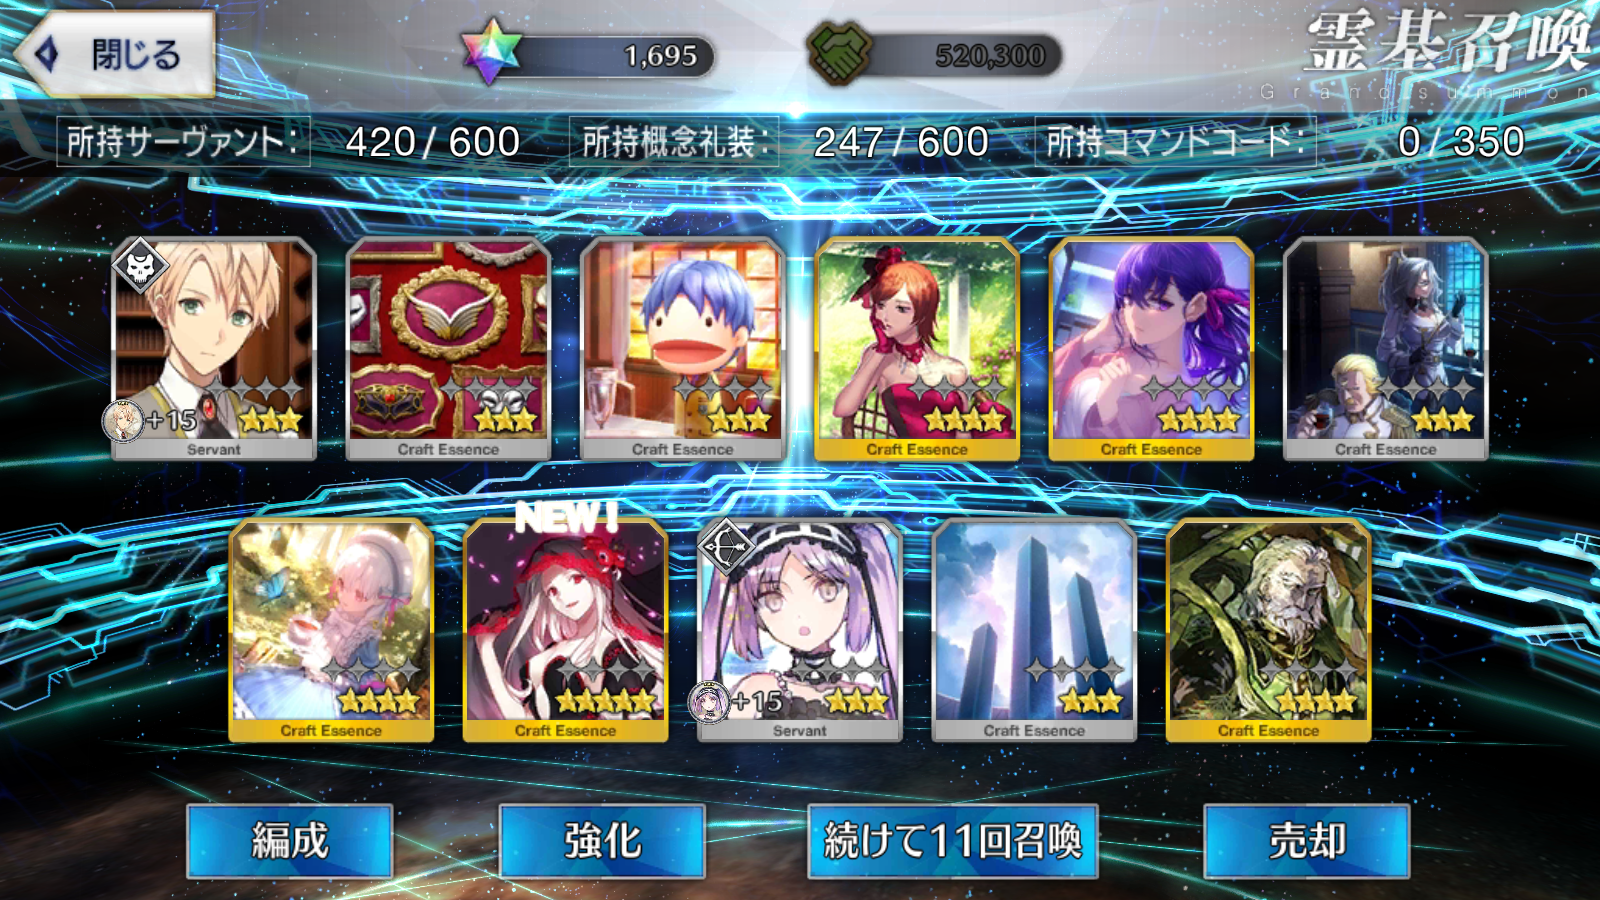 閉じる
1,695
520,300
霊基召喚
Grand summon
所持サーヴァント: 420 / 600
所持概念礼装: 247 / 600
所持コマンドコード: 0 / 350
+15
Servant
Craft Essence
Craft Essence
Craft Essence
Craft Essence
Craft Essence
NEW!
+15
Craft Essence
Craft Essence
Servant
Craft Essence
Craft Essence
編成
強化
続けて11回召喚
売却